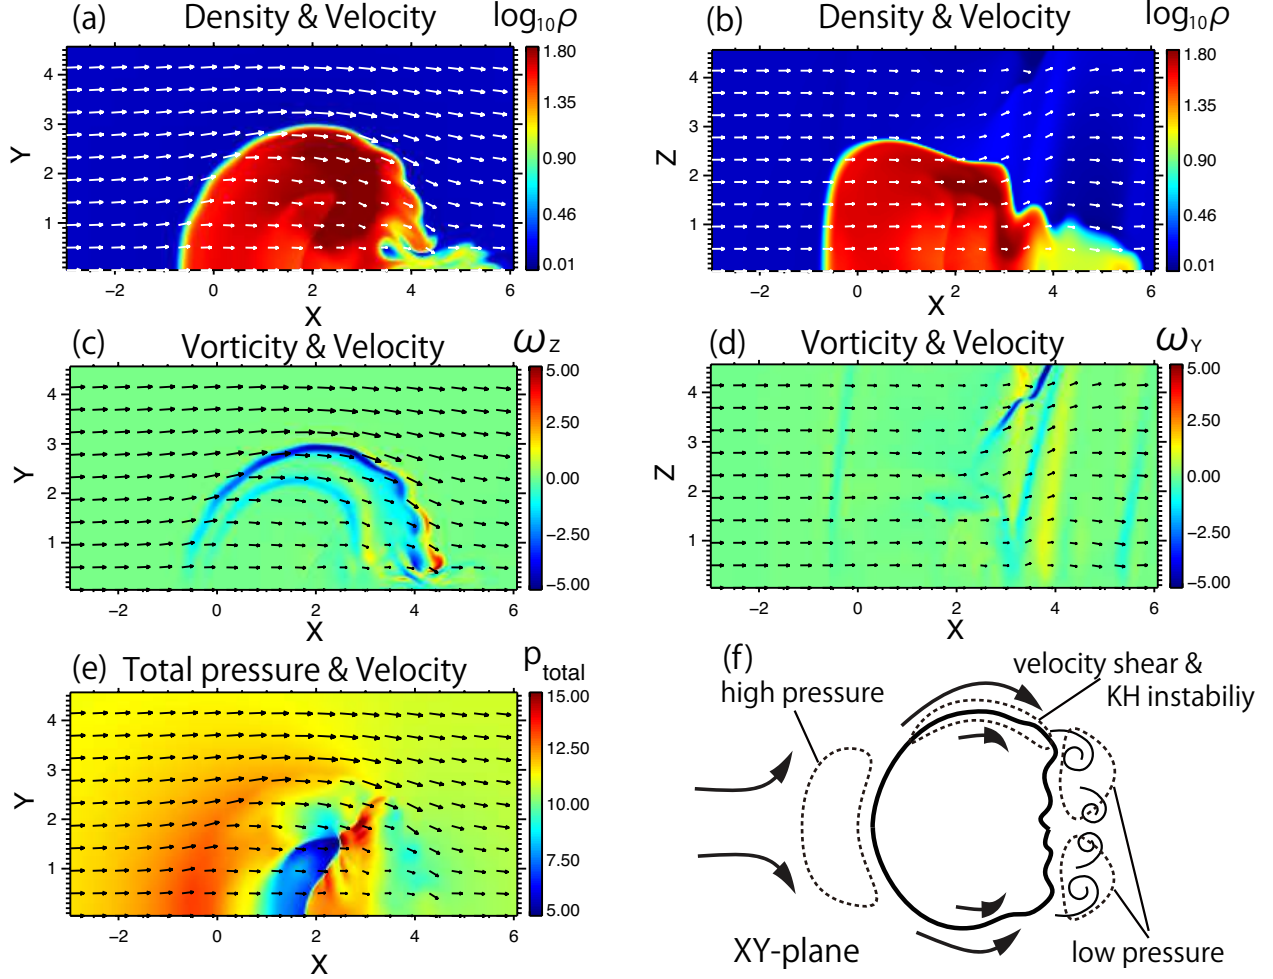 (a) Density & Velocity log₁₀ρ
4
3
2
1
Y
−2 0 2 4 6
X
1.80
1.35
0.90
0.46
0.01
(b) Density & Velocity log₁₀ρ
4
3
2
1
Z
−2 0 2 4 6
X
1.80
1.35
0.90
0.46
0.01
(c) Vorticity & Velocity ωZ
4
3
2
1
Y
−2 0 2 4 6
X
5.00
2.50
0.00
−2.50
−5.00
(d) Vorticity & Velocity ωY
4
3
2
1
Z
−2 0 2 4 6
X
5.00
2.50
0.00
−2.50
−5.00
(e) Total pressure & Velocity p_total
4
3
2
1
Y
−2 0 2 4 6
X
15.00
12.50
10.00
7.50
5.00
(f)
high pressure
velocity shear &
KH instabiliy
XY-plane
low pressure